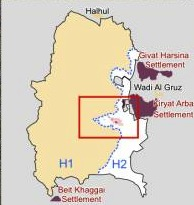 Halhul
Givat Harsina
Settlement
Wadi Al Gruz
Kiryat Arba
Settlement
H1
H2
Beit Khaggai
Settlement